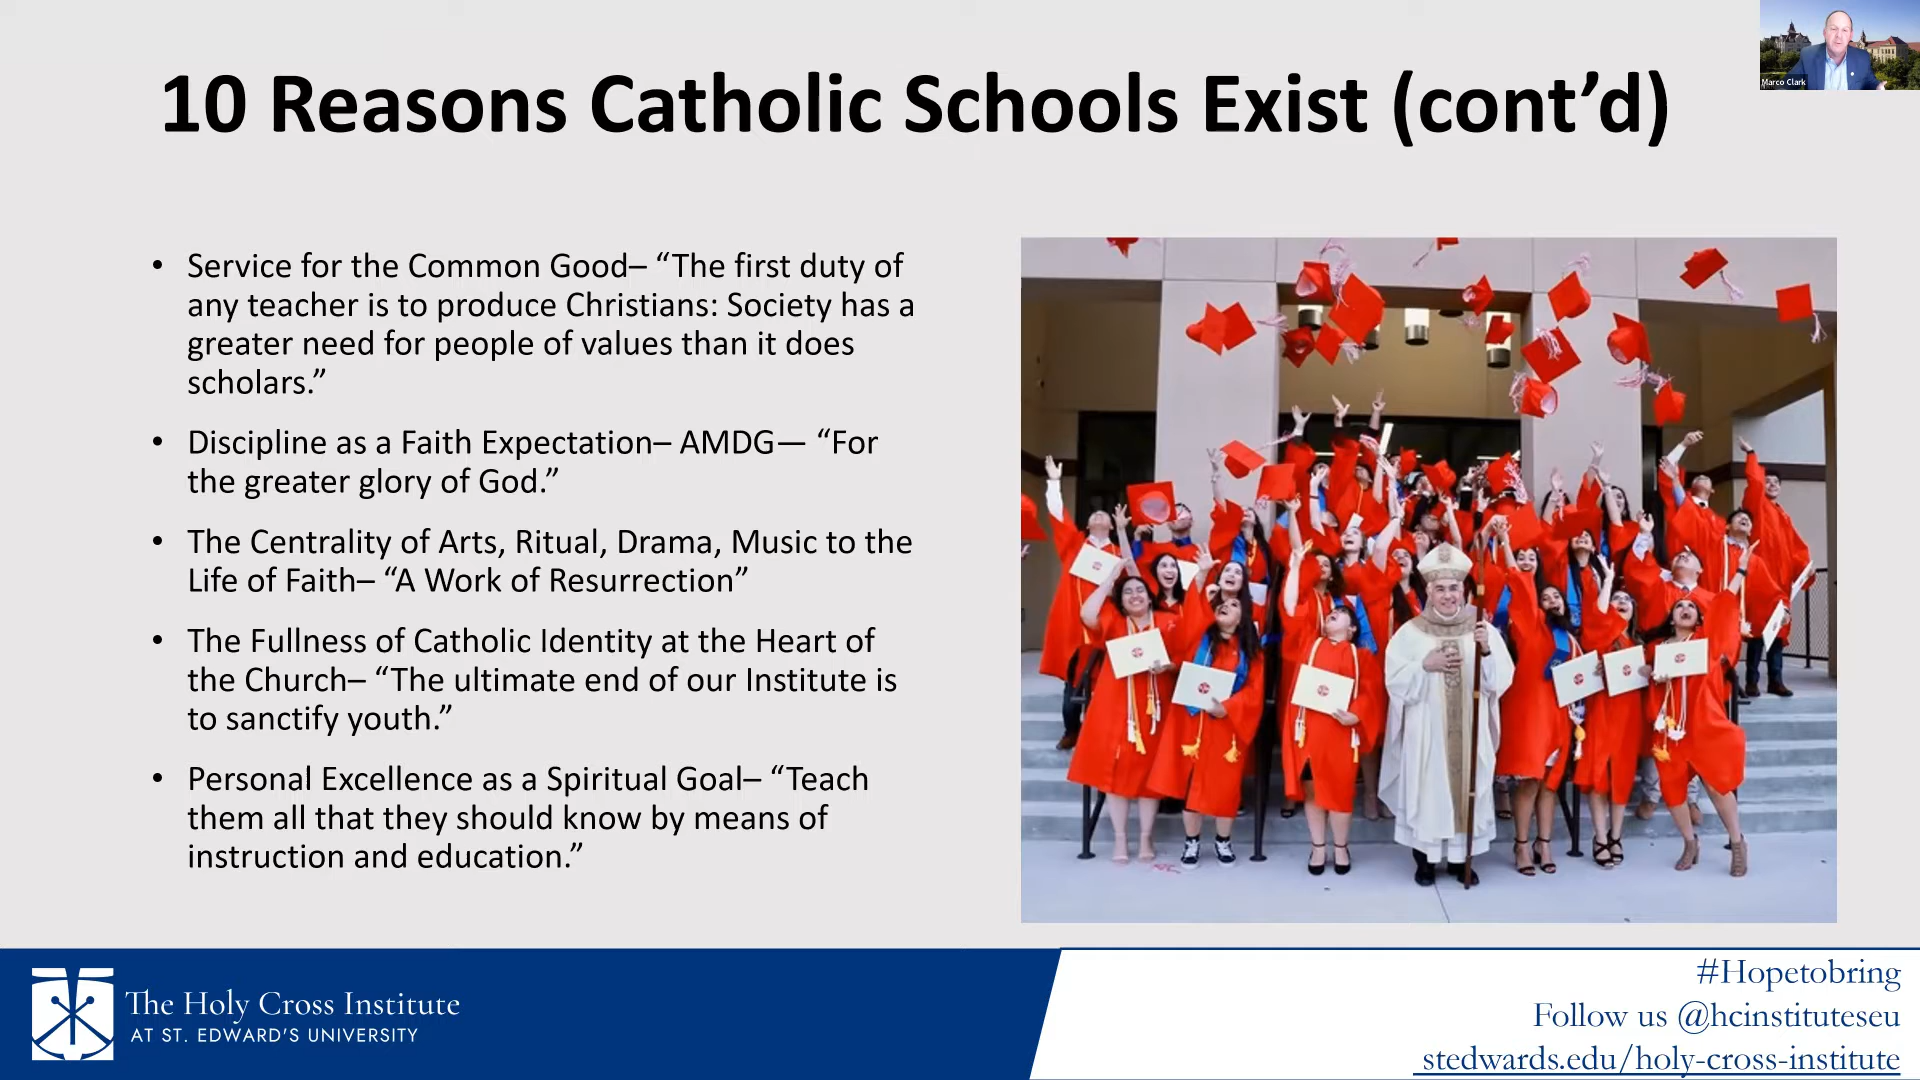 10 Reasons Catholic Schools Exist (cont’d)
Marco Clark
• Service for the Common Good– “The first duty of
any teacher is to produce Christians: Society has a
greater need for people of values than it does
scholars.”
• Discipline as a Faith Expectation– AMDG— “For
the greater glory of God.”
• The Centrality of Arts, Ritual, Drama, Music to the
Life of Faith– “A Work of Resurrection”
• The Fullness of Catholic Identity at the Heart of
the Church– “The ultimate end of our Institute is
to sanctify youth.”
• Personal Excellence as a Spiritual Goal– “Teach
them all that they should know by means of
instruction and education.”
The Holy Cross Institute
AT ST. EDWARD’S UNIVERSITY
#Hopetobring
Follow us @hcinstituteseu
stedwards.edu/holy-cross-institute